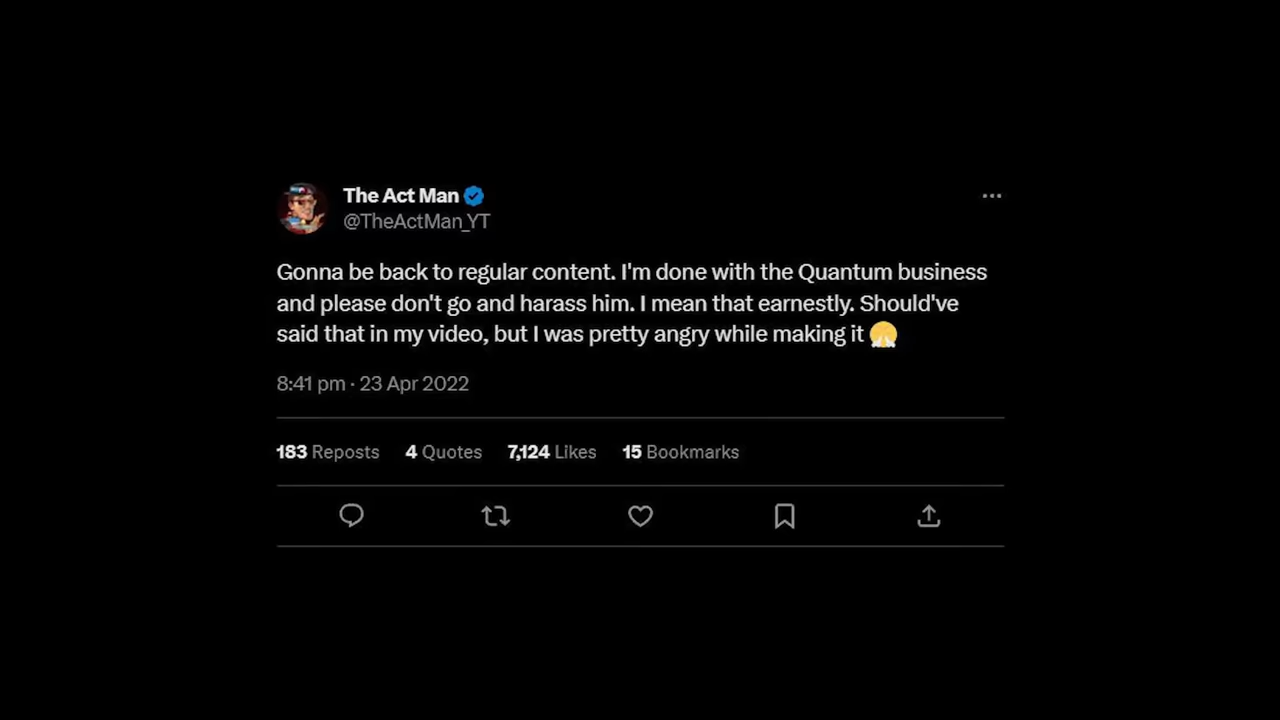 The Act Man
@TheActMan_YT
Gonna be back to regular content. I'm done with the Quantum business
and please don't go and harass him. I mean that earnestly. Should've
said that in my video, but I was pretty angry while making it 😤
8:41 pm · 23 Apr 2022
183 Reposts 4 Quotes 7,124 Likes 15 Bookmarks